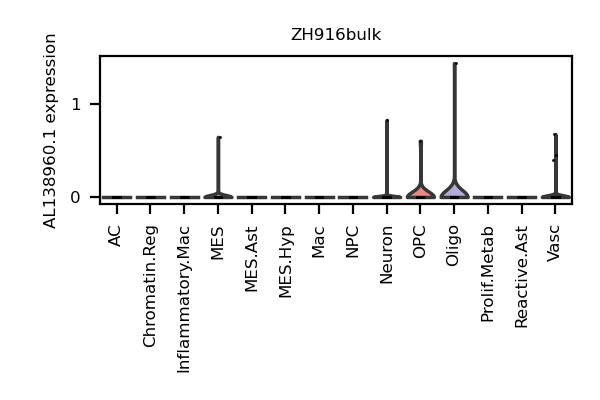 ZH916bulk
AL138960.1 expression
1
0
AC
Chromatin.Reg
Inflammatory.Mac
MES
MES.Ast
MES.Hyp
Mac
NPC
Neuron
OPC
Oligo
Prolif.Metab
Reactive.Ast
Vasc